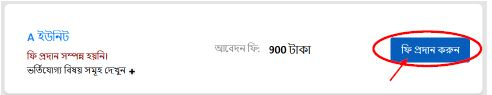 A ইউনিট
ফি প্রদান সম্পন্ন হয়নি।
ভর্তিযোগ্য বিষয় সমূহ দেখুন +
আবেদন ফি: 900 টাকা
ফি প্রদান করুন